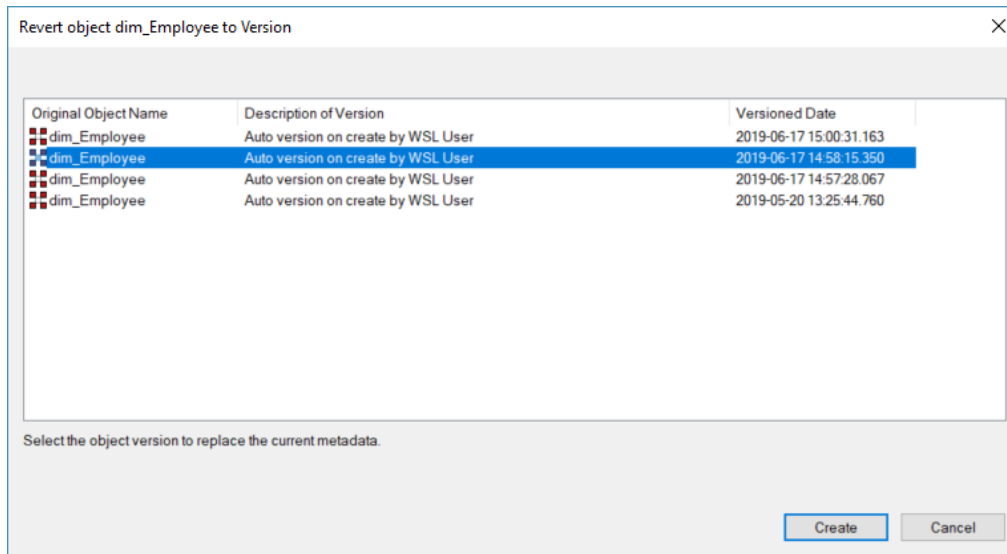 Revert object dim_Employee to Version
Original Object Name Description of Version Versioned Date
dim_Employee Auto version on create by WSL User 2019-06-17 15:00:31.163
dim_Employee Auto version on create by WSL User 2019-06-17 14:58:15.350
dim_Employee Auto version on create by WSL User 2019-06-17 14:57:28.067
dim_Employee Auto version on create by WSL User 2019-05-20 13:25:44.760
Select the object version to replace the current metadata.
Create Cancel